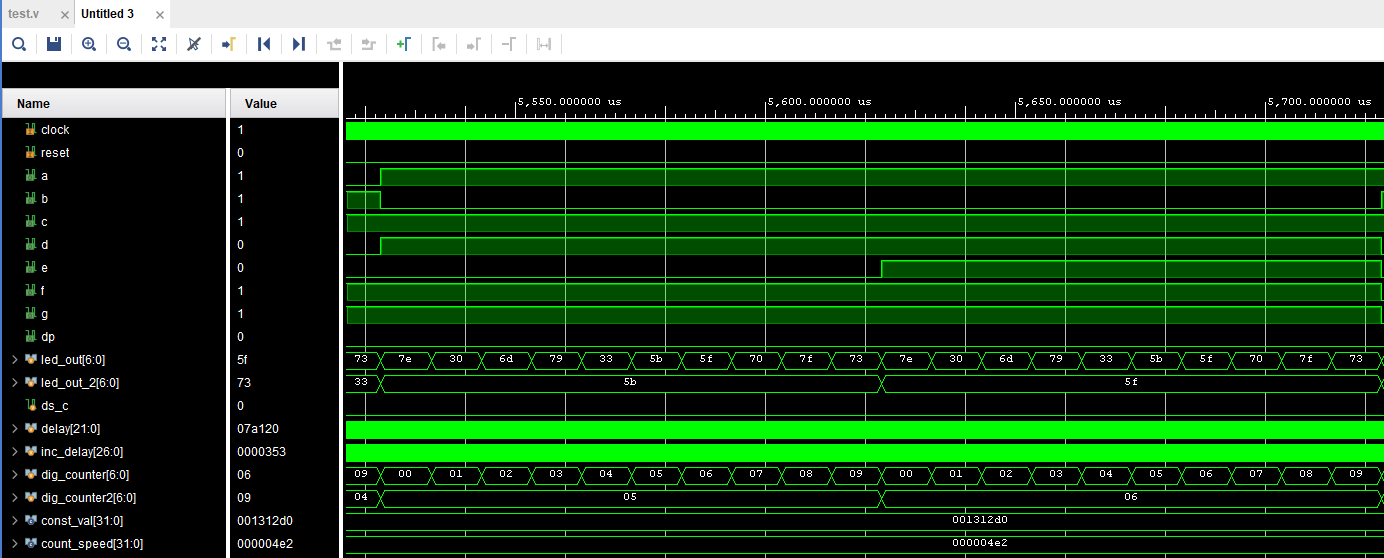 test.v Untitled 3
Name Value
5,550.000000 us 5,600.000000 us 5,650.000000 us 5,700.000000 us
clock 1
reset 0
a 1
b 1
c 1
d 0
e 0
f 1
g 1
dp 0
led_out[6:0] 5f 73 7e 30 6d 79 33 5b 5f 70 7f 73 7e 30 6d 79 33 5b 5f 70 7f 73
led_out_2[6:0] 73 33 5b 5f
ds_c 0
delay[21:0] 07a120
inc_delay[26:0] 0000353
dig_counter[6:0] 06 09 00 01 02 03 04 05 06 07 08 09 00 01 02 03 04 05 06 07 08 09
dig_counter2[6:0] 09 04 05 06
const_val[31:0] 001312d0 001312d0
count_speed[31:0] 000004e2 000004e2